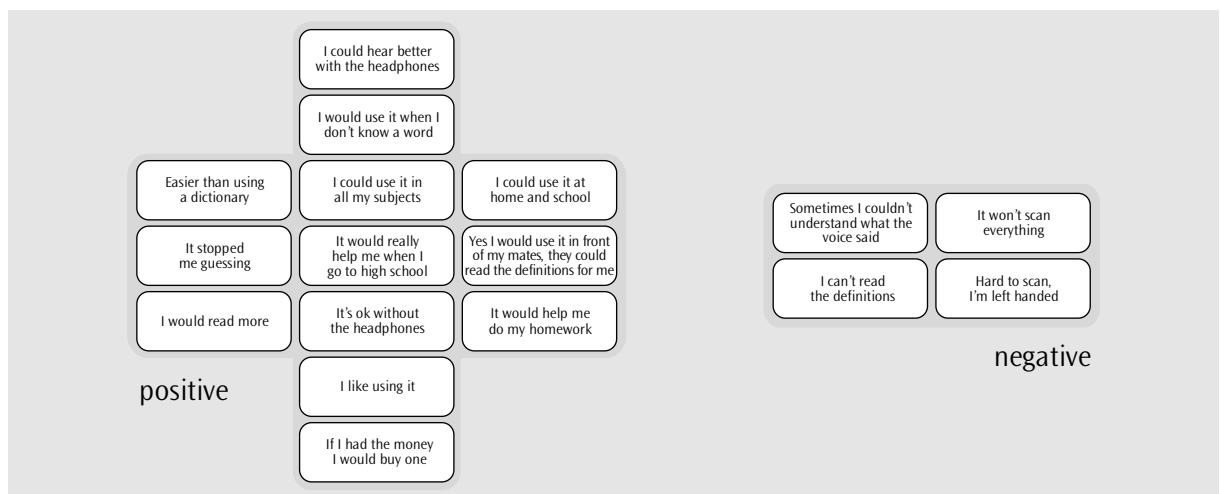 I could hear better
with the headphones
I would use it when I
don't know a word
Easier than using
a dictionary
I could use it in
all my subjects
I could use it at
home and school
It stopped
me guessing
It would really
help me when I
go to high school
Yes I would use it in front
of my mates, they could
read the definitions for me
I would read more
It's ok without
the headphones
It would help me
do my homework
I like using it
If I had the money
I would buy one
positive
Sometimes I couldn't
understand what the
voice said
It won't scan
everything
I can't read
the definitions
Hard to scan,
I'm left handed
negative